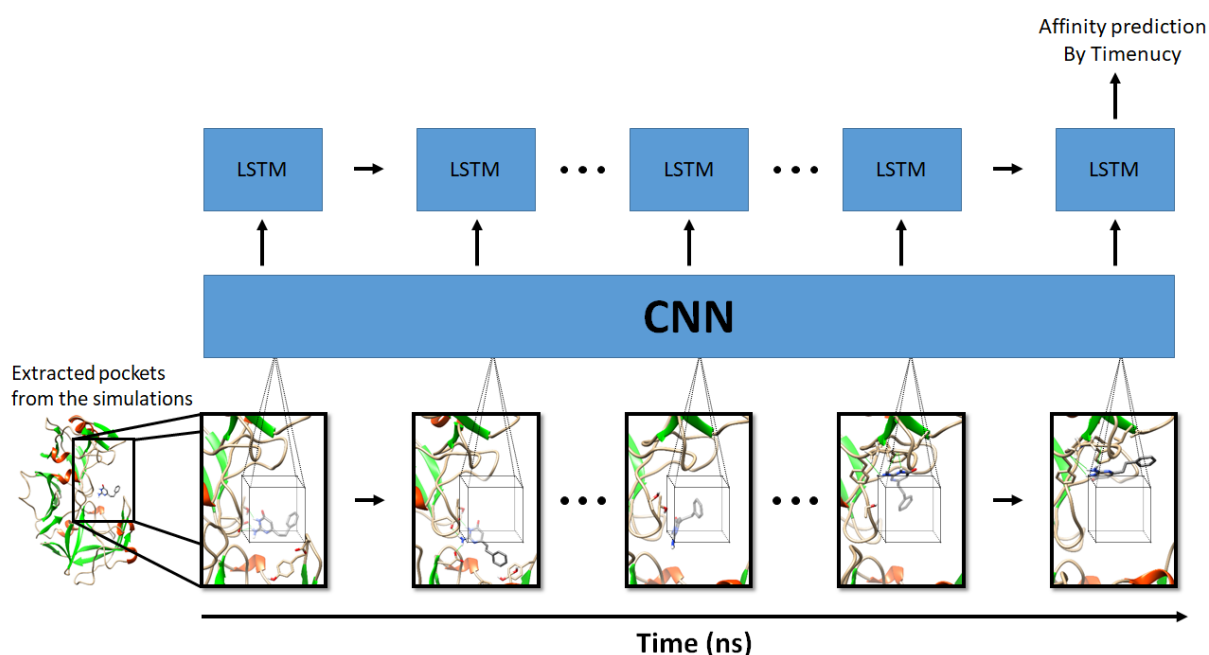 Affinity prediction
By Timenucy
LSTM
LSTM
LSTM
LSTM
LSTM
CNN
Extracted pockets
from the simulations
Time (ns)